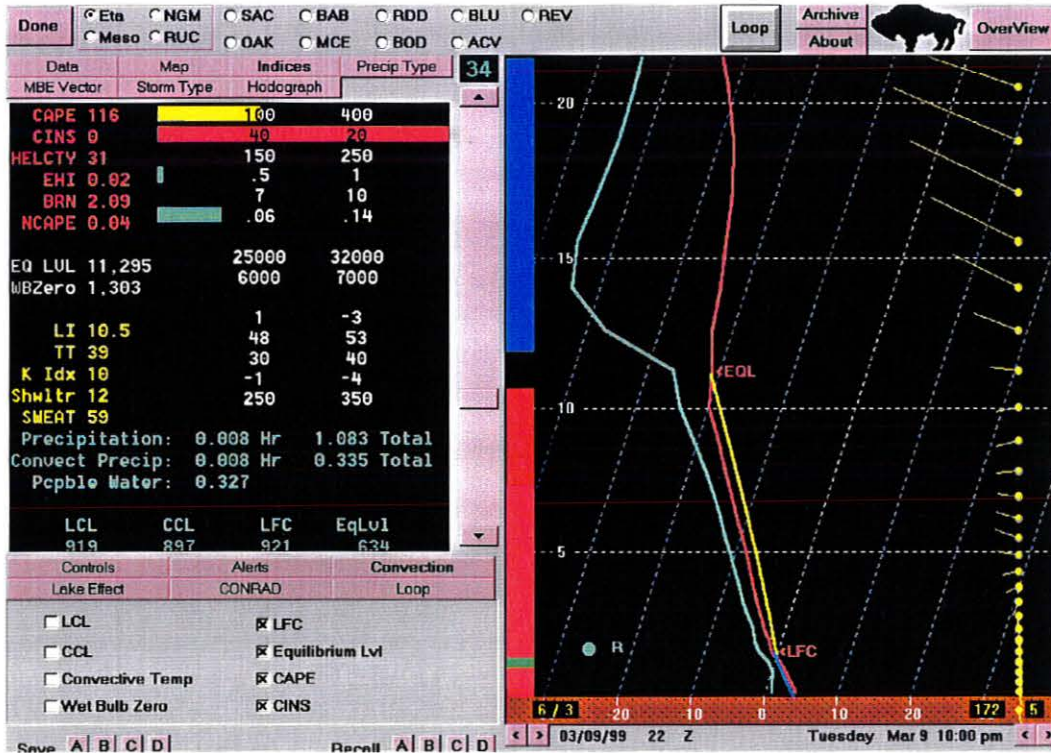 Done
Eta NGM SAC BAB RDD BLU REV
Meso RUC OAK MCE BOD ACV
Loop
Archive
About
OverView
Data Map Indices Precip Type 34
MBE Vector Storm Type Hodograph
CAPE 116 100 400
CINS 0 40 20
HELCTY 31 150 250
EHI 0.02 .5 1
BRN 2.09 7 10
NCAPE 0.04 .06 .14
EQ LVL 11,295 25000 32000
WBZero 1,303 6000 7000
LI 10.5 1 -3
TT 39 48 53
K Idx 10 30 40
Shwltr 12 -1 -4
SWEAT 59 250 350
Precipitation: 0.008 Hr 1.083 Total
Convect Precip: 0.008 Hr 0.335 Total
Pcpble Water: 0.327
LCL CCL LFC EqLvl
919 897 921 634
Controls Alerts Convection
Lake Effect CONRAD Loop
LCL LFC
CCL Equilibrium Lvl
Convective Temp CAPE
Wet Bulb Zero CINS
Save A B C D Recall A B C D
20
15
EQL
10
5
R LFC
6 / 3 -20 -10 0 10 20 172 5
< > 03/09/99 22 Z Tuesday Mar 9 10:00 pm < >